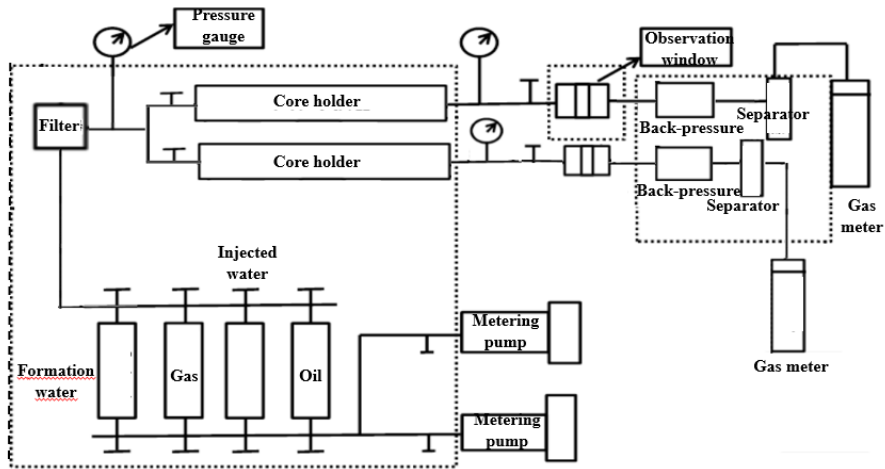 Pressure
gauge
Observation
window
Filter
Core holder
Core holder
Back-pressure
Separator
Back-pressure
Separator
Gas
meter
Injected
water
Formation
water
Gas
Oil
Metering
pump
Metering
pump
Gas meter